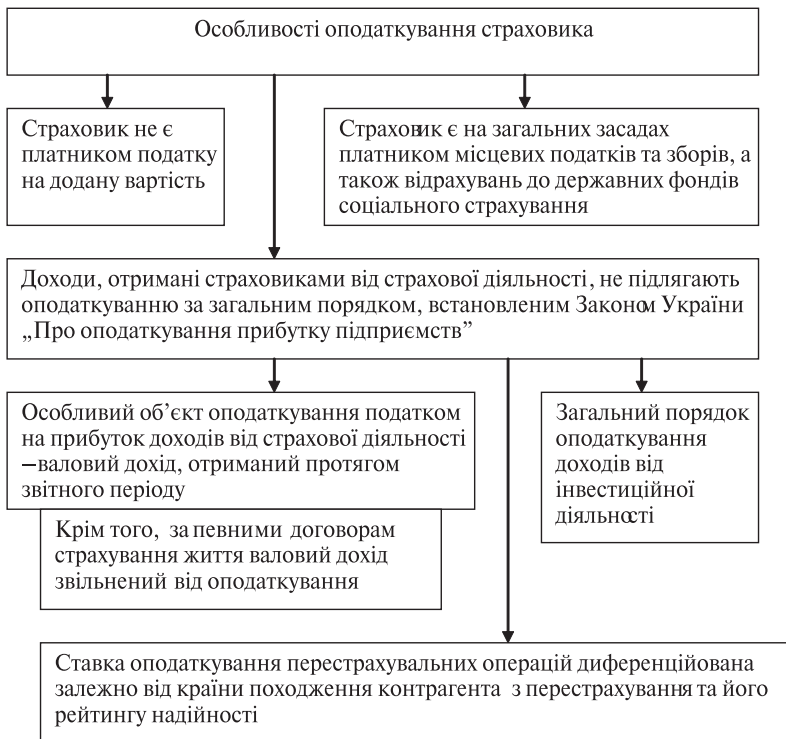 Особливості оподаткування страховика
Страховик не є
платником податку
на додану вартість
Страховик є на загальних засадах
платником місцевих податків та зборів, а
також відрахувань до державних фондів
соціального страхування
Доходи, отримані страховиками від страхової діяльності, не підлягають
оподаткуванню за загальним порядком, встановленим Законом України
„Про оподаткування прибутку підприємств”
Особливий об’єкт оподаткування податком
на прибуток доходів від страхової діяльності
–валовий дохід, отриманий протягом
звітного періоду
Крім того, за певними договорам
страхування життя валовий дохід
звільнений від оподаткування
Загальний порядок
оподаткування
доходів від
інвестиційної
діяльності
Ставка оподаткування перестрахувальних операцій диференційована
залежно від країни походження контрагента з перестрахування та його
рейтингу надійності